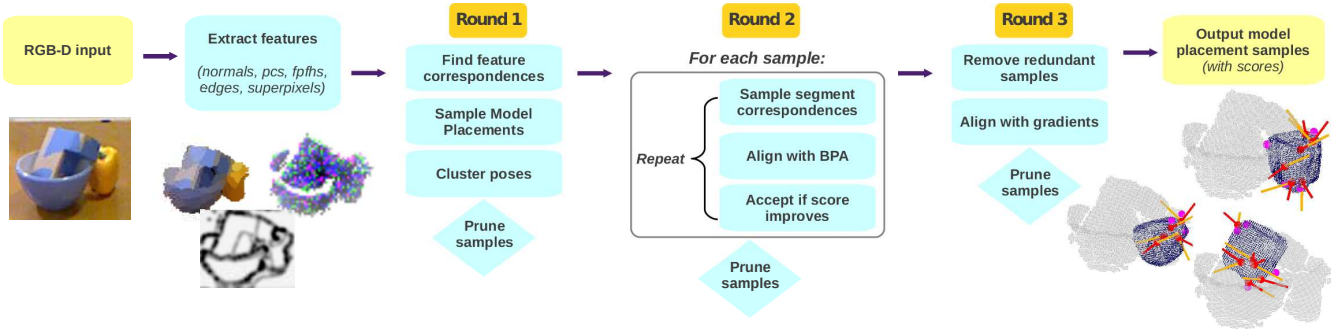 RGB-D input
Extract features
(normals, pcs, fpfhs,
edges, superpixels)
Round 1
Find feature
correspondences
Sample Model
Placements
Cluster poses
Prune
samples
Round 2
For each sample:
Repeat
Sample segment
correspondences
Align with BPA
Accept if score
improves
Prune
samples
Round 3
Remove redundant
samples
Align with gradients
Prune
samples
Output model
placement samples
(with scores)